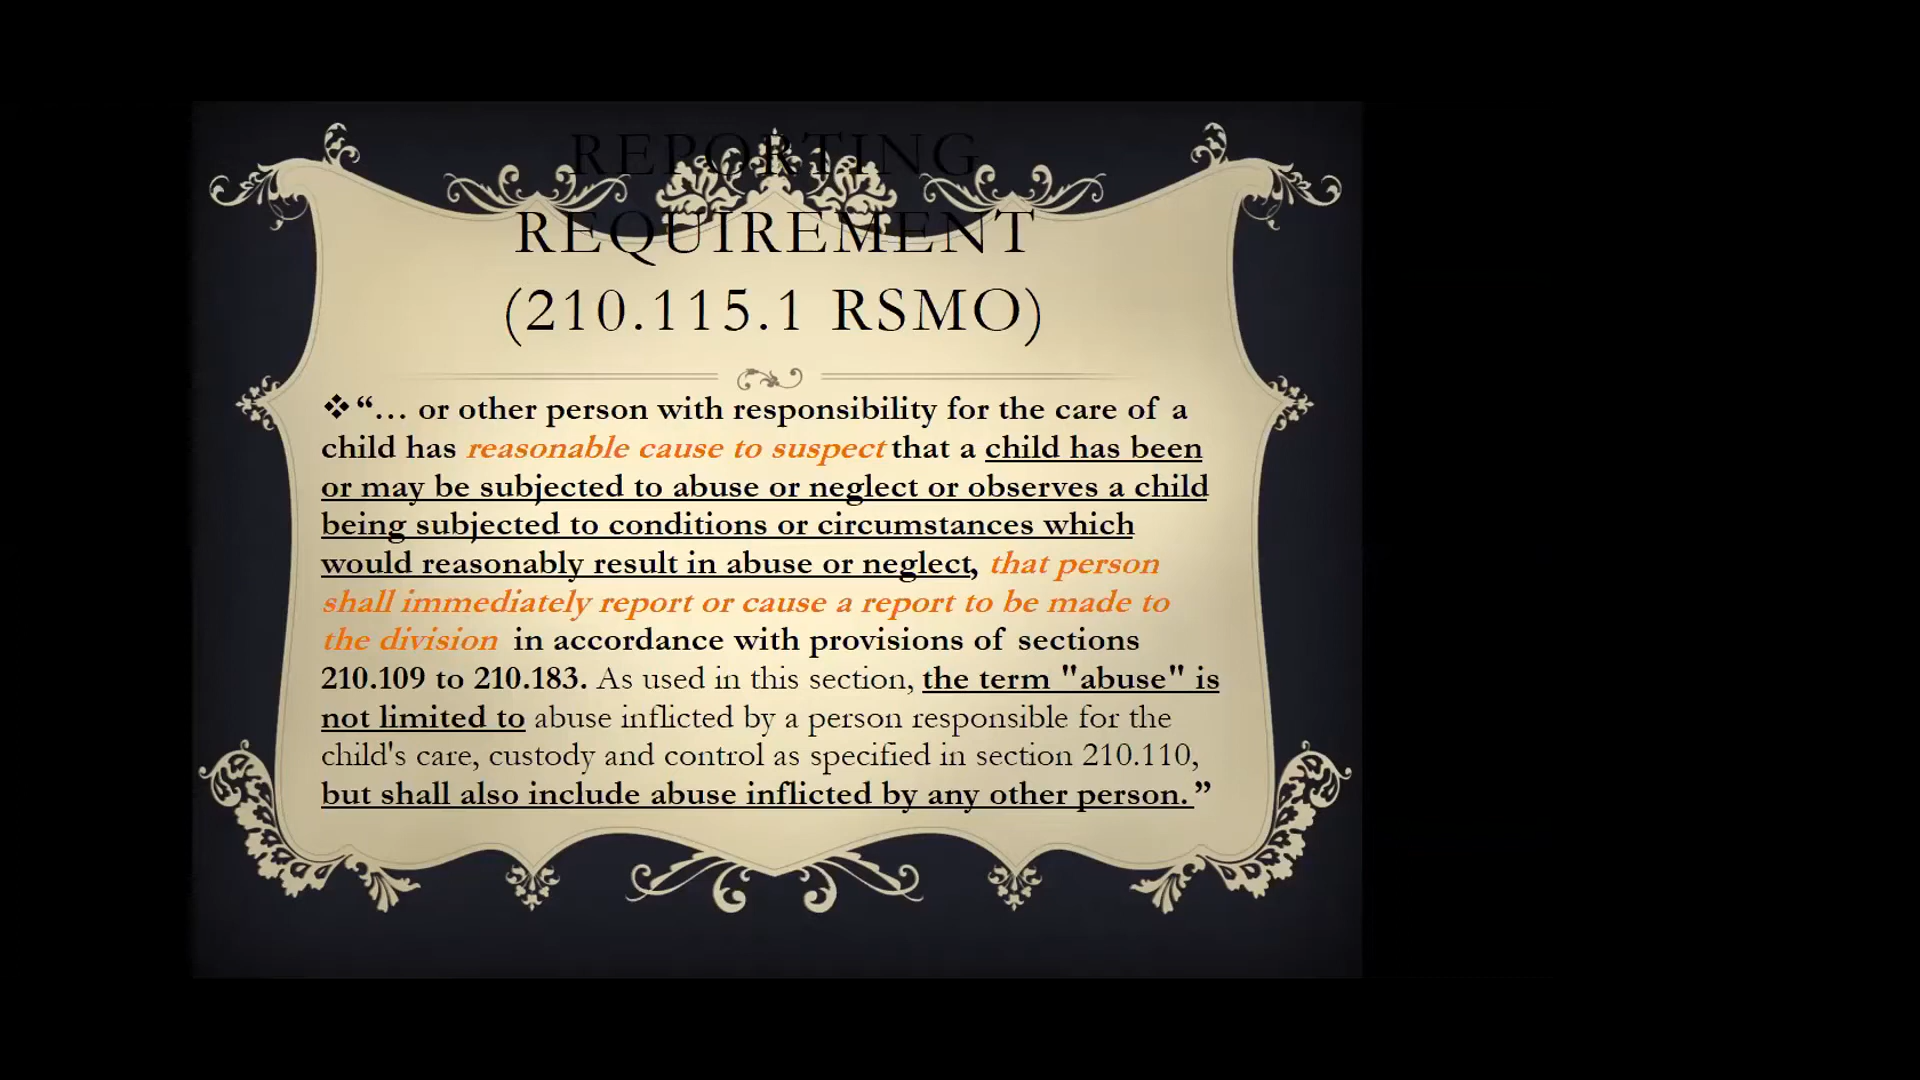 REPORTING
REQUIREMENT
(210.115.1 RSMO)
❖“… or other person with responsibility for the care of a
child has reasonable cause to suspect that a child has been
or may be subjected to abuse or neglect or observes a child
being subjected to conditions or circumstances which
would reasonably result in abuse or neglect, that person
shall immediately report or cause a report to be made to
the division in accordance with provisions of sections
210.109 to 210.183. As used in this section, the term "abuse" is
not limited to abuse inflicted by a person responsible for the
child's care, custody and control as specified in section 210.110,
but shall also include abuse inflicted by any other person.”